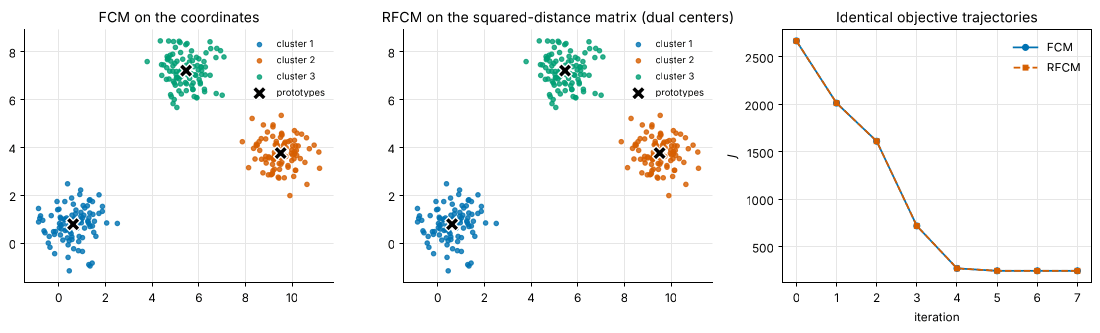 FCM on the coordinates
8
6
4
2
0
0
2
4
6
8
10
cluster 1
cluster 2
cluster 3
prototypes
RFCM on the squared-distance matrix (dual centers)
8
6
4
2
0
0
2
4
6
8
10
cluster 1
cluster 2
cluster 3
prototypes
Identical objective trajectories
J
2500
2000
1500
1000
500
0
1
2
3
4
5
6
7
iteration
FCM
RFCM